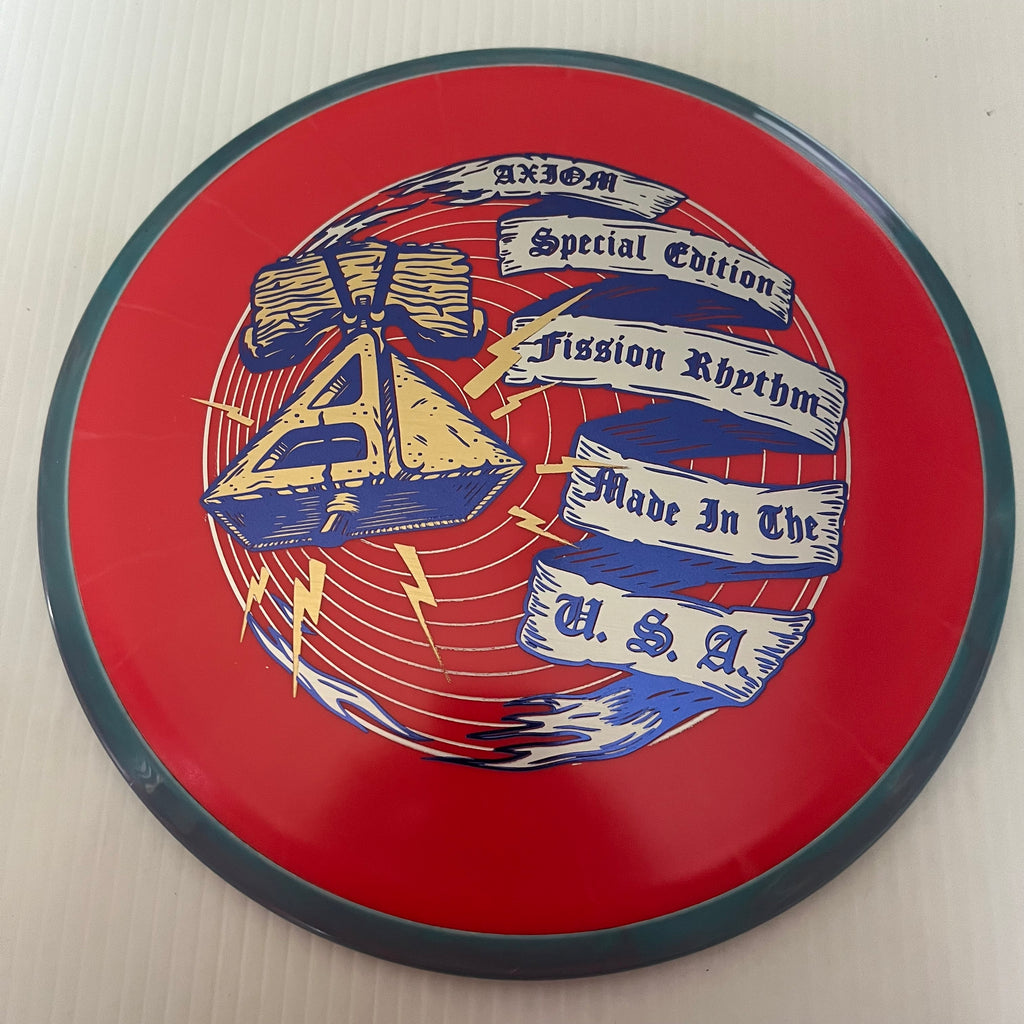 AXIOM
Special Edition
Fission Rhythm
Made In The
U. S. A.